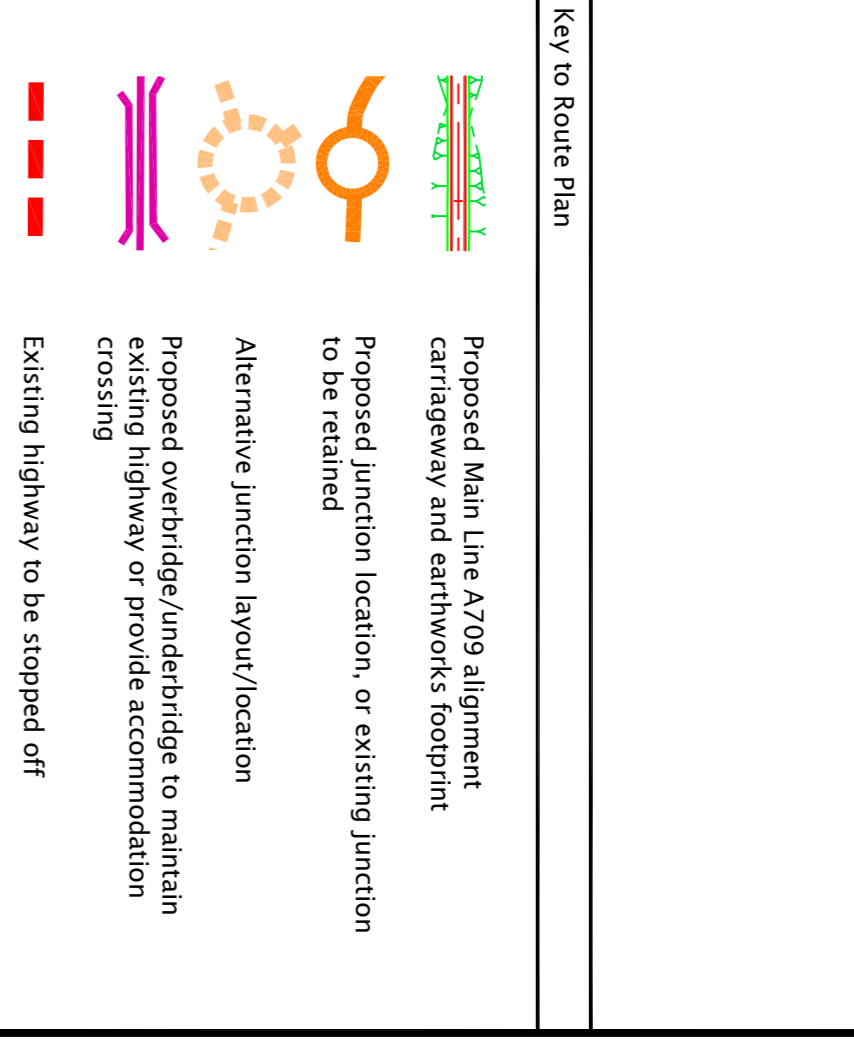 Key to Route Plan
Proposed Main Line A709 alignment
carriageway and earthworks footprint
Proposed junction location, or existing junction
to be retained
Alternative junction layout/location
Proposed overbridge/underbridge to maintain
existing highway or provide accommodation
crossing
Existing highway to be stopped off